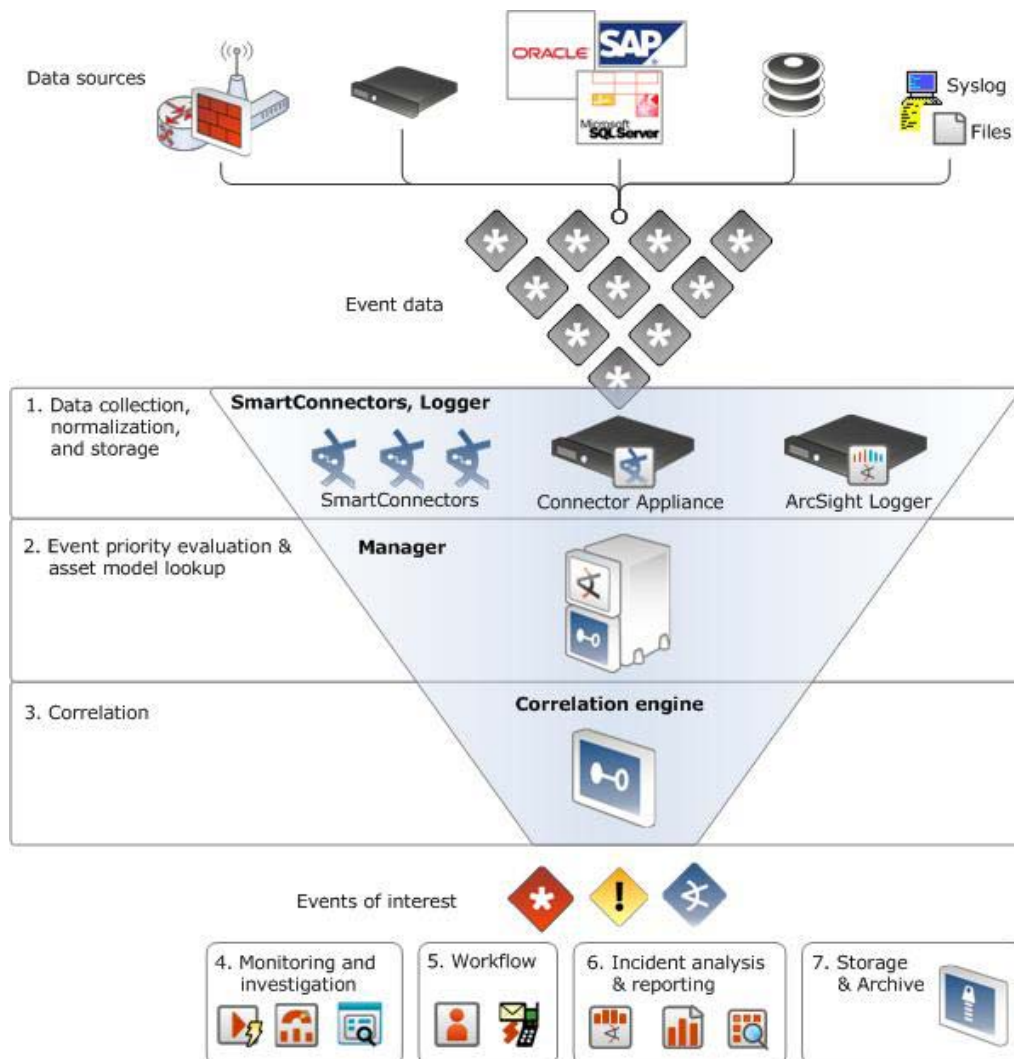 ORACLE
SAP
Data sources
Microsoft
SQL Server
Syslog
Files
Event data
1. Data collection,
normalization,
and storage
SmartConnectors, Logger
SmartConnectors
Connector Appliance
ArcSight Logger
2. Event priority evaluation &
asset model lookup
Manager
3. Correlation
Correlation engine
Events of interest
4. Monitoring and
investigation
5. Workflow
6. Incident analysis
& reporting
7. Storage
& Archive